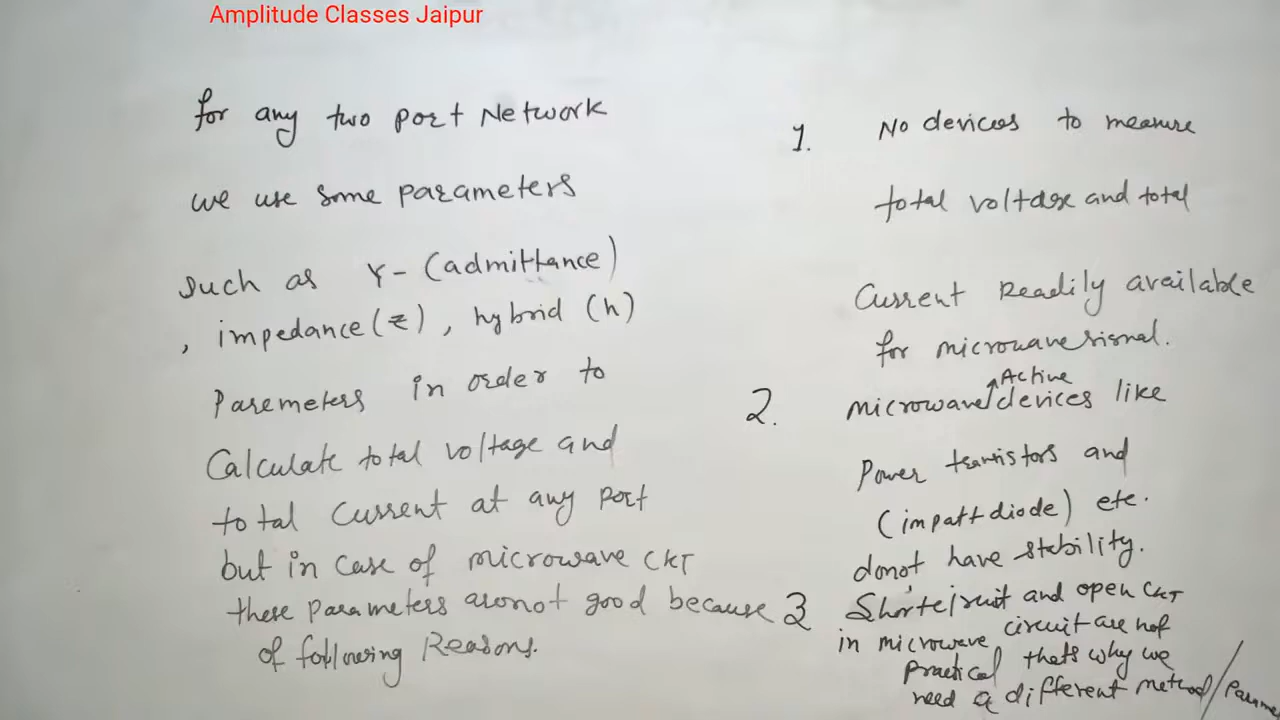 Amplitude Classes Jaipur
for any two port Network
we use some parameters
such as Y- (admittance)
, impedance (z), hybrid (h)
Paremeters in order to
Calculate total voltage and
total Current at any port
but in Case of microwave CKT
these Parameters are not good because
of following Reasons.
1. No devices to measure
total voltage and total
Current Readily available
for microwave signal.
Active
2. microwave devices like
Power transistors and
(impatt diode) etc.
donot have stability.
3 Short circuit and open CKT
in microwave circuit are not
Practical thats why we
need a different method/